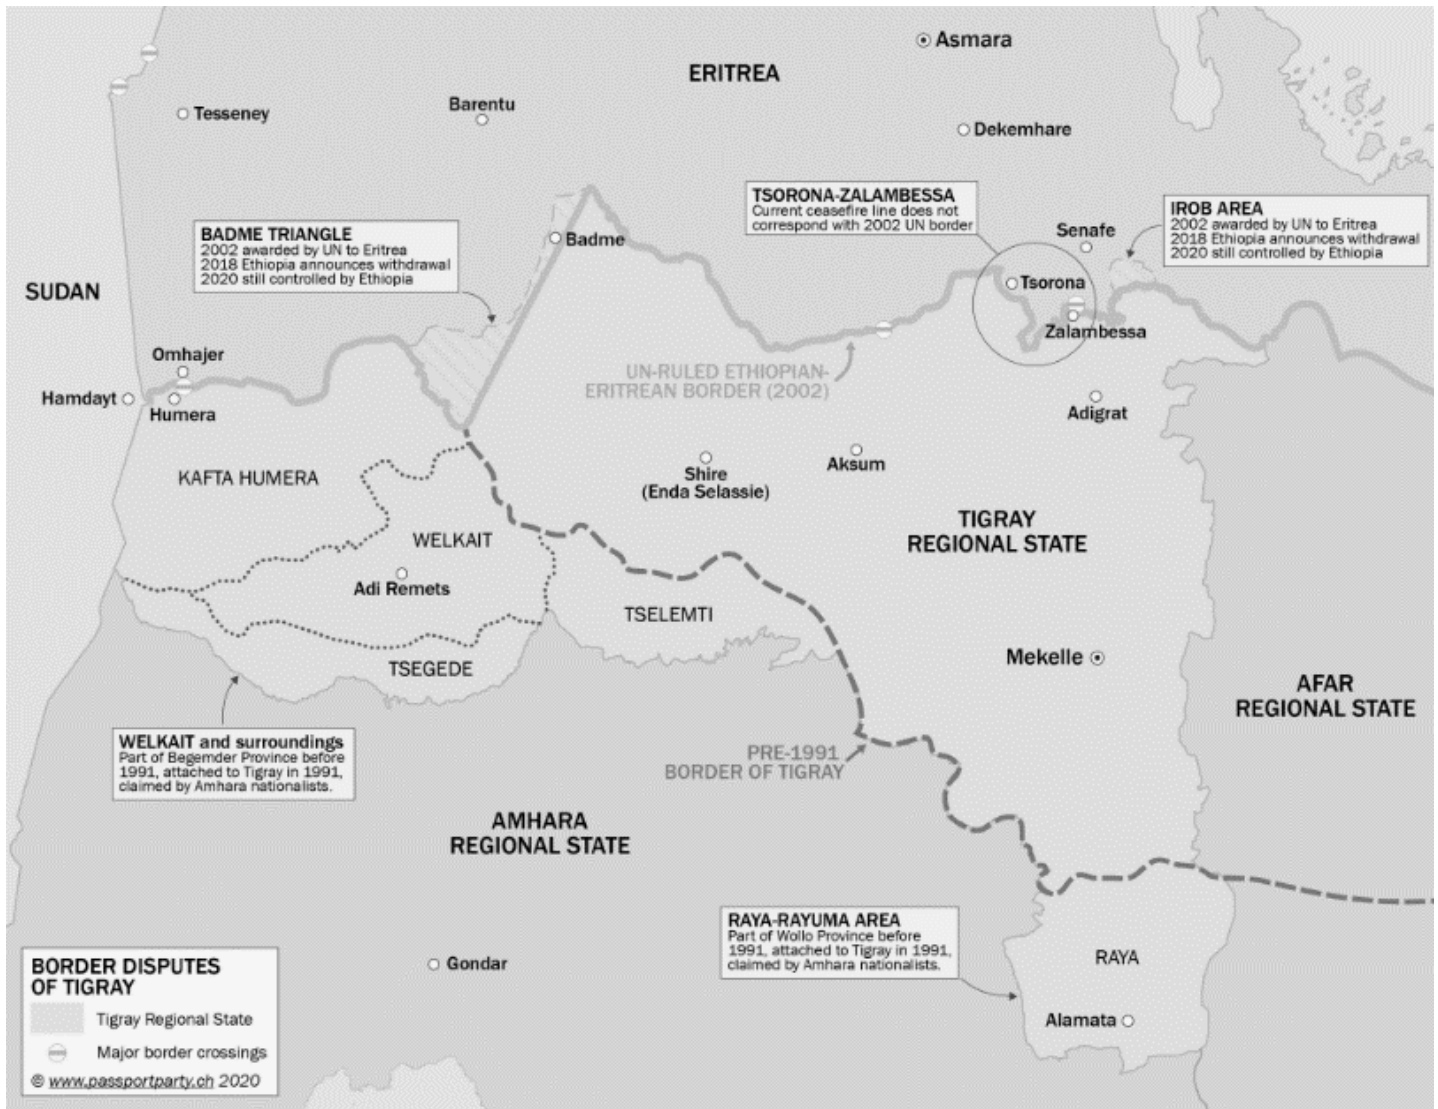 Asmara
ERITREA
Tesseney
Barentu
Dekemhare
TSORONA-ZALAMBESSA
Current ceasefire line does not
correspond with 2002 UN border
IROB AREA
2002 awarded by UN to Eritrea
2018 Ethiopia announces withdrawal
2020 still controlled by Ethiopia
BADME TRIANGLE
2002 awarded by UN to Eritrea
2018 Ethiopia announces withdrawal
2020 still controlled by Ethiopia
Badme
Senafe
SUDAN
Tsorona
Zalambessa
Omhajer
Hamdayt
Humera
UN-RULED ETHIOPIAN-
ERITREAN BORDER (2002)
Adigrat
KAFTA HUMERA
Shire
(Enda Selassie)
Aksum
TIGRAY
REGIONAL STATE
WELKAIT
Adi Remets
TSELEMTI
TSEGEDE
Mekelle
AFAR
REGIONAL STATE
WELKAIT and surroundings
Part of Begemder Province before
1991, attached to Tigray in 1991,
claimed by Amhara nationalists.
PRE-1991
BORDER OF TIGRAY
AMHARA
REGIONAL STATE
RAYA-RAYUMA AREA
Part of Wollo Province before
1991, attached to Tigray in 1991,
claimed by Amhara nationalists.
RAYA
Gondar
Alamata
BORDER DISPUTES
OF TIGRAY
Tigray Regional State
Major border crossings
© www.passportparty.ch 2020